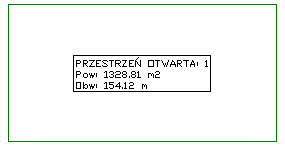 PRZESTRZEŃ OTWARTA: 1
Pow: 1328.81 m2
Obw: 154.12 m